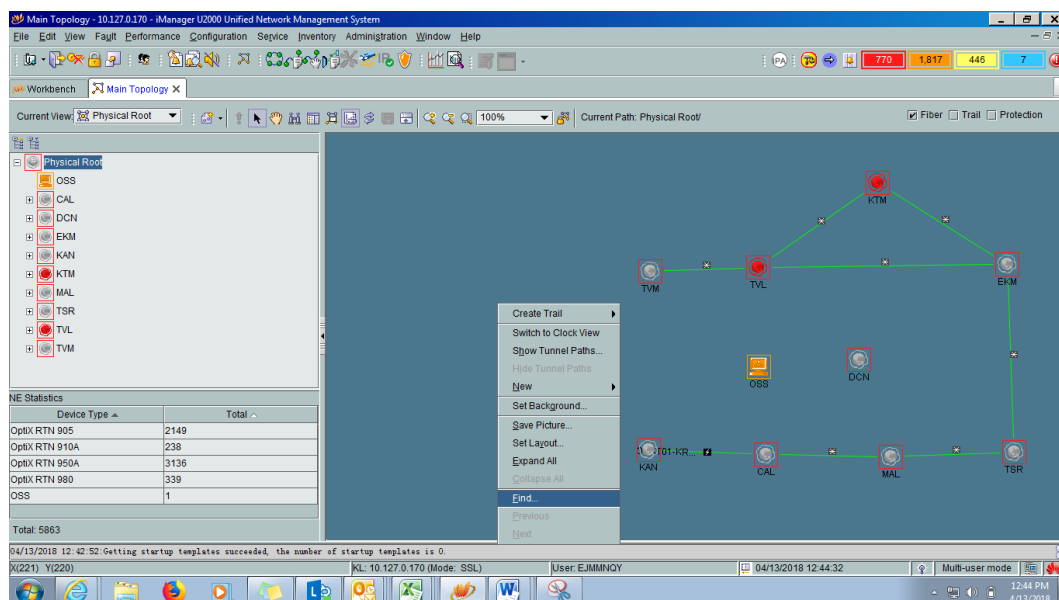 Main Topology - 10.127.0.170 - iManager U2000 Unified Network Management System
File Edit View Fault Performance Configuration Service Inventory Administration Window Help
PA 770 1,817 446 7
Workbench Main Topology X
Current View: Physical Root 100% Current Path: Physical Root/ Fiber Trail Protection
Physical Root
OSS
CAL
DCN
EKM
KAN
KTM
MAL
TSR
TVL
TVM
KTM
TVM
TVL
EKM
OSS
DCN
T01-KR...
KAN
CAL
MAL
TSR
Create Trail
Switch to Clock View
Show Tunnel Paths...
Hide Tunnel Paths
New
Set Background...
Save Picture...
Set Layout...
Expand All
Collapse All
Find...
Previous
Next
NE Statistics
Device Type Total
OptiX RTN 905 2149
OptiX RTN 910A 238
OptiX RTN 950A 3136
OptiX RTN 980 339
OSS 1
Total: 5863
04/13/2018 12:42:52:Getting startup templates succeeded, the number of startup templates is 0.
X(221) Y(220) KL: 10.127.0.170 (Mode: SSL) User: EJMMNQY 04/13/2018 12:44:32 Multi-user mode
12:44 PM
4/13/2018